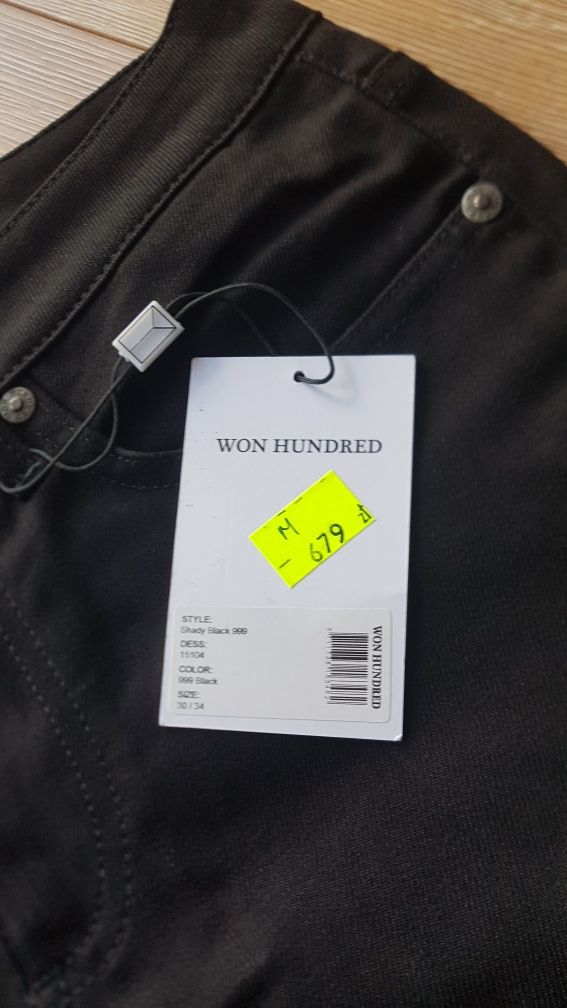 WON HUNDRED
M
679 zł
STYLE:
Shady Black 999
DESS:
15104
COLOR:
999 Black
SIZE:
30 / 34
WON HUNDRED